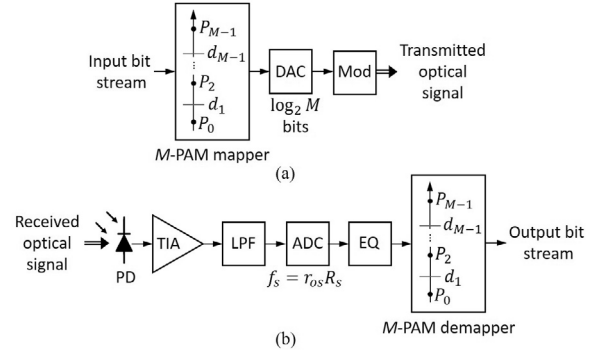 P_{M−1}
d_{M−1}
⋮
P_2
d_1
P_0
Input bit
stream
DAC
log_2 M
bits
Mod
Transmitted
optical
signal
M-PAM mapper
(a)
Received
optical
signal
PD
TIA
LPF
ADC
f_s = r_{os}R_s
EQ
P_{M−1}
d_{M−1}
⋮
P_2
d_1
P_0
Output bit
stream
M-PAM demapper
(b)